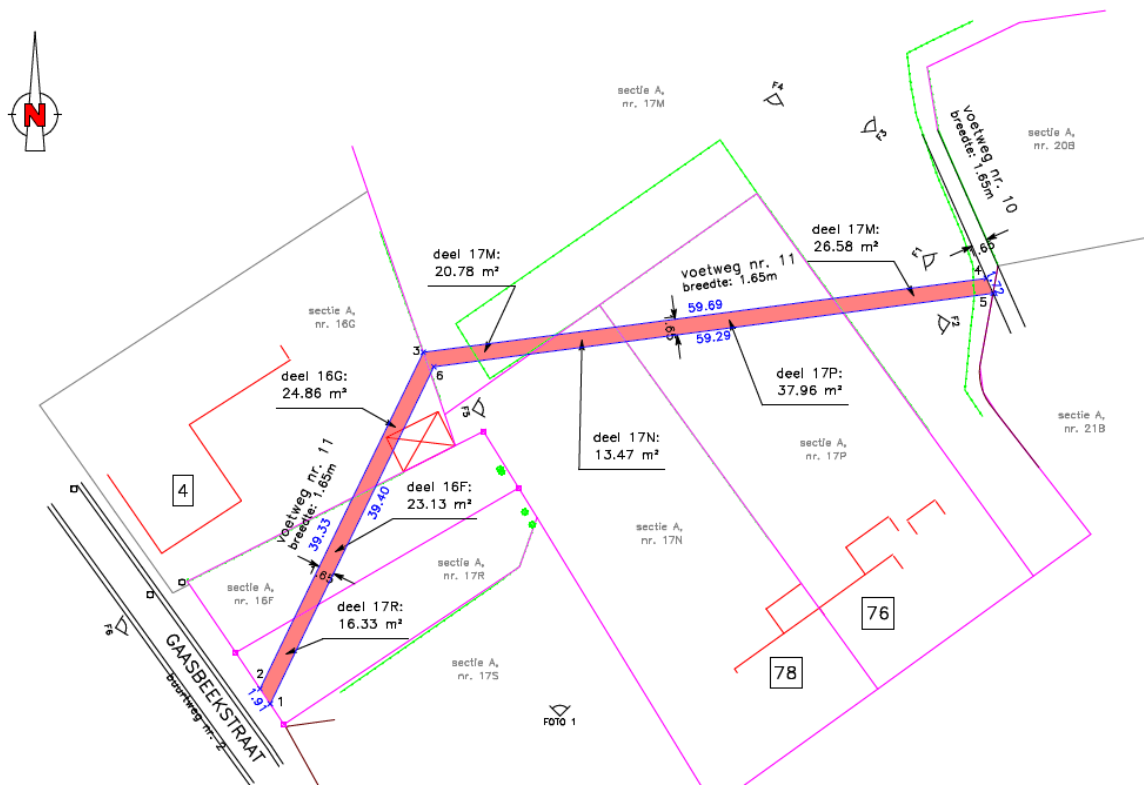 N
sectie A,
nr. 17M
F4
F3
voetweg nr. 10
breedte: 1.65m
sectie A,
nr. 20B
deel 17M:
20.78 m²
voetweg nr. 11
breedte: 1.65m
deel 17M:
26.58 m²
F1
4
1.72
5
F2
59.69
1.65
59.29
sectie A,
nr. 16G
3
6
deel 16G:
24.86 m²
F5
deel 17P:
37.96 m²
deel 17N:
13.47 m²
sectie A,
nr. 17P
sectie A,
nr. 21B
4
voetweg nr. 11
breedte: 1.65m
39.33
39.40
deel 16F:
23.13 m²
sectie A,
nr. 17N
sectie A,
nr. 17R
sectie A,
nr. 16F
deel 17R:
16.33 m²
F6
76
78
sectie A,
nr. 17S
2
1
1.91
GAASBEEKSTRAAT
buurtweg nr. 2
FOTO 1